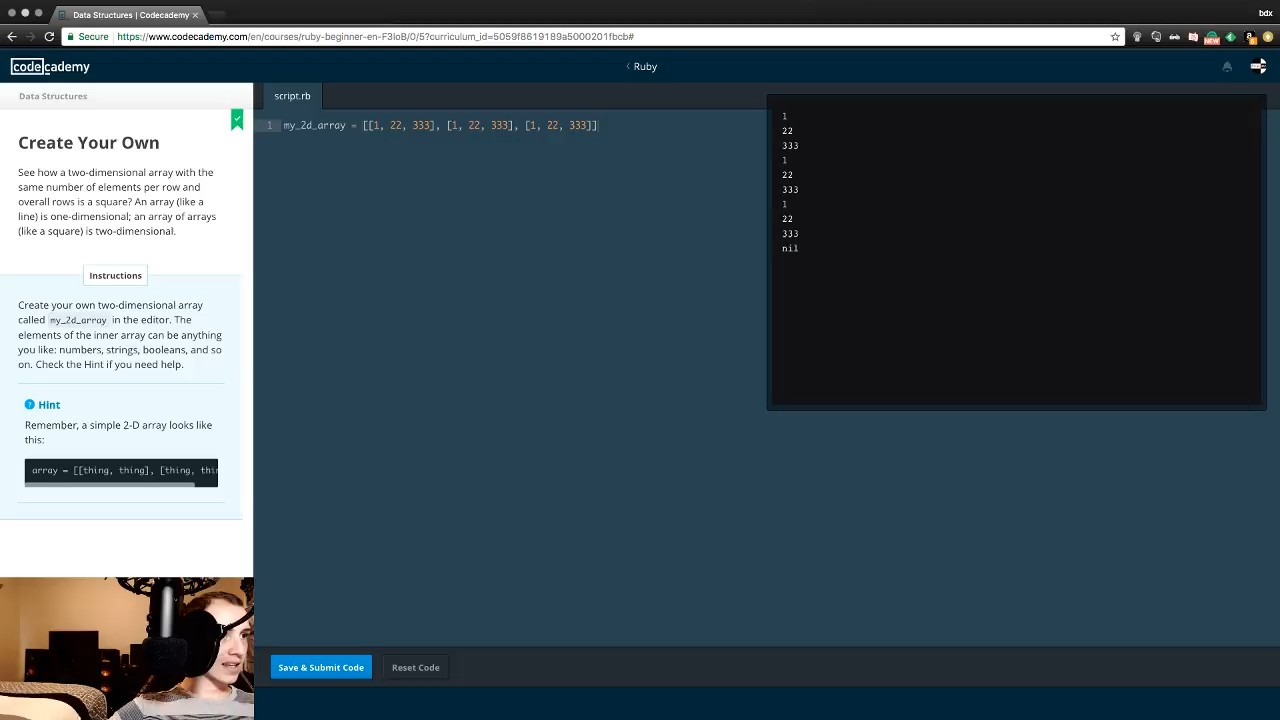 Data Structures | Codecademy
bdx
Secure
https://www.codecademy.com/en/courses/ruby-beginner-en-F3loB/0/5?curriculum_id=5059f8619189a5000201fbcb#
NEW
codecademy
Ruby
Data Structures
Create Your Own
See how a two-dimensional array with the
same number of elements per row and
overall rows is a square? An array (like a
line) is one-dimensional; an array of arrays
(like a square) is two-dimensional.
Instructions
Create your own two-dimensional array
called my_2d_array in the editor. The
elements of the inner array can be anything
you like: numbers, strings, booleans, and so
on. Check the Hint if you need help.
? Hint
Remember, a simple 2-D array looks like
this:
array = [[thing, thing], [thing, thin
script.rb
1 my_2d_array = [[1, 22, 333], [1, 22, 333], [1, 22, 333]]
1
22
333
1
22
333
1
22
333
nil
Save & Submit Code
Reset Code